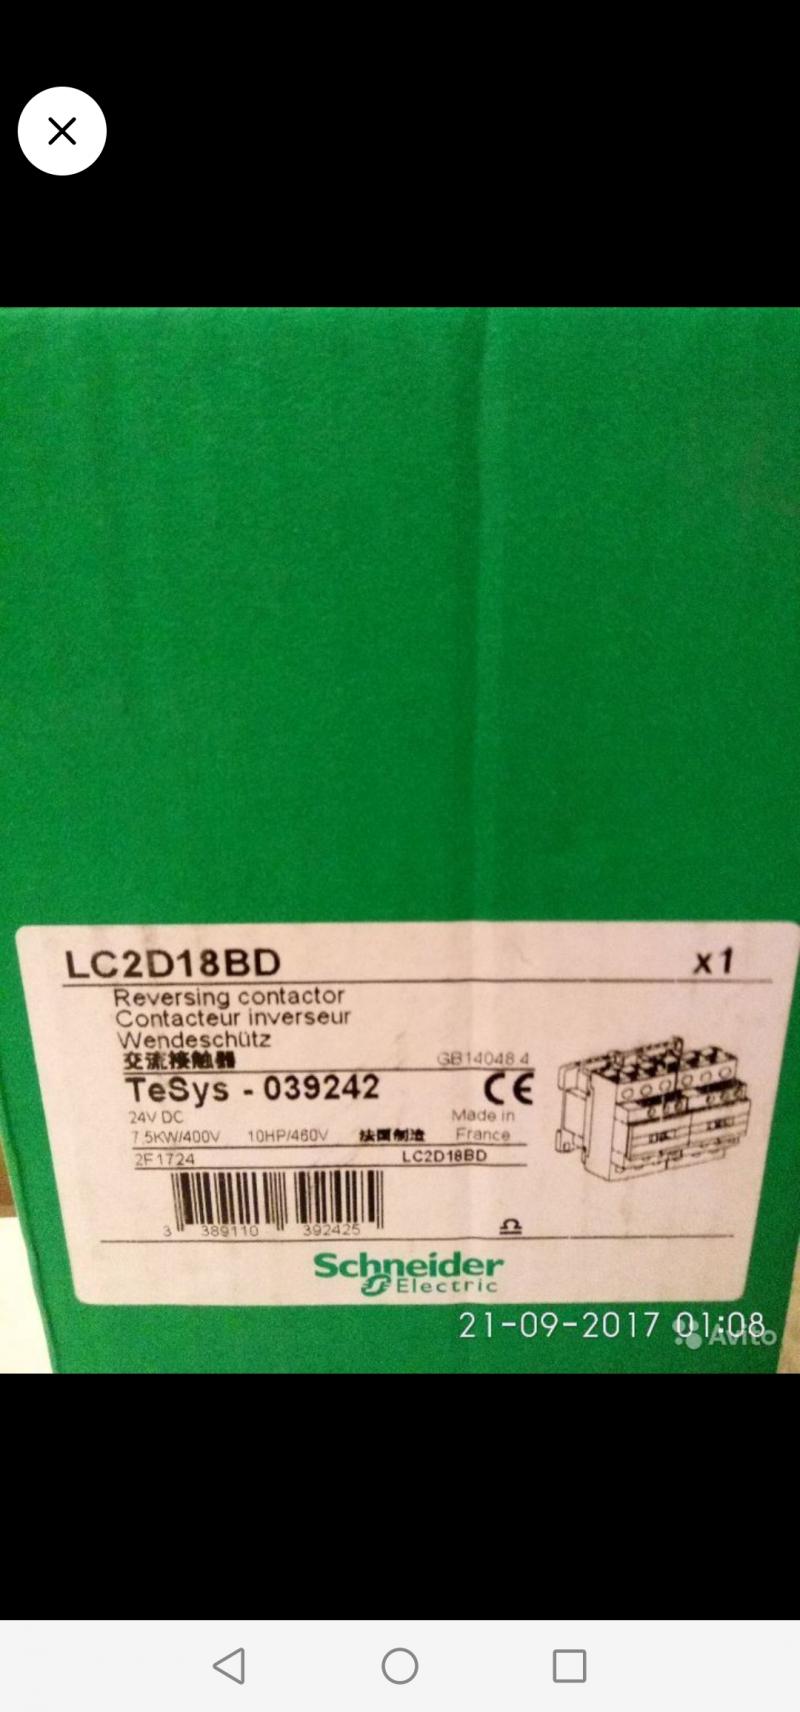 LC2D18BD x1
Reversing contactor
Contacteur inverseur
Wendeschütz
交流接触器 GB14048.4
TeSys - 039242 CE
24V DC Made in
7.5KW/400V 10HP/460V 法国制造 France
2F1724 LC2D18BD
3 389110 392425
Schneider
Electric
21-09-2017 01:08
Avito